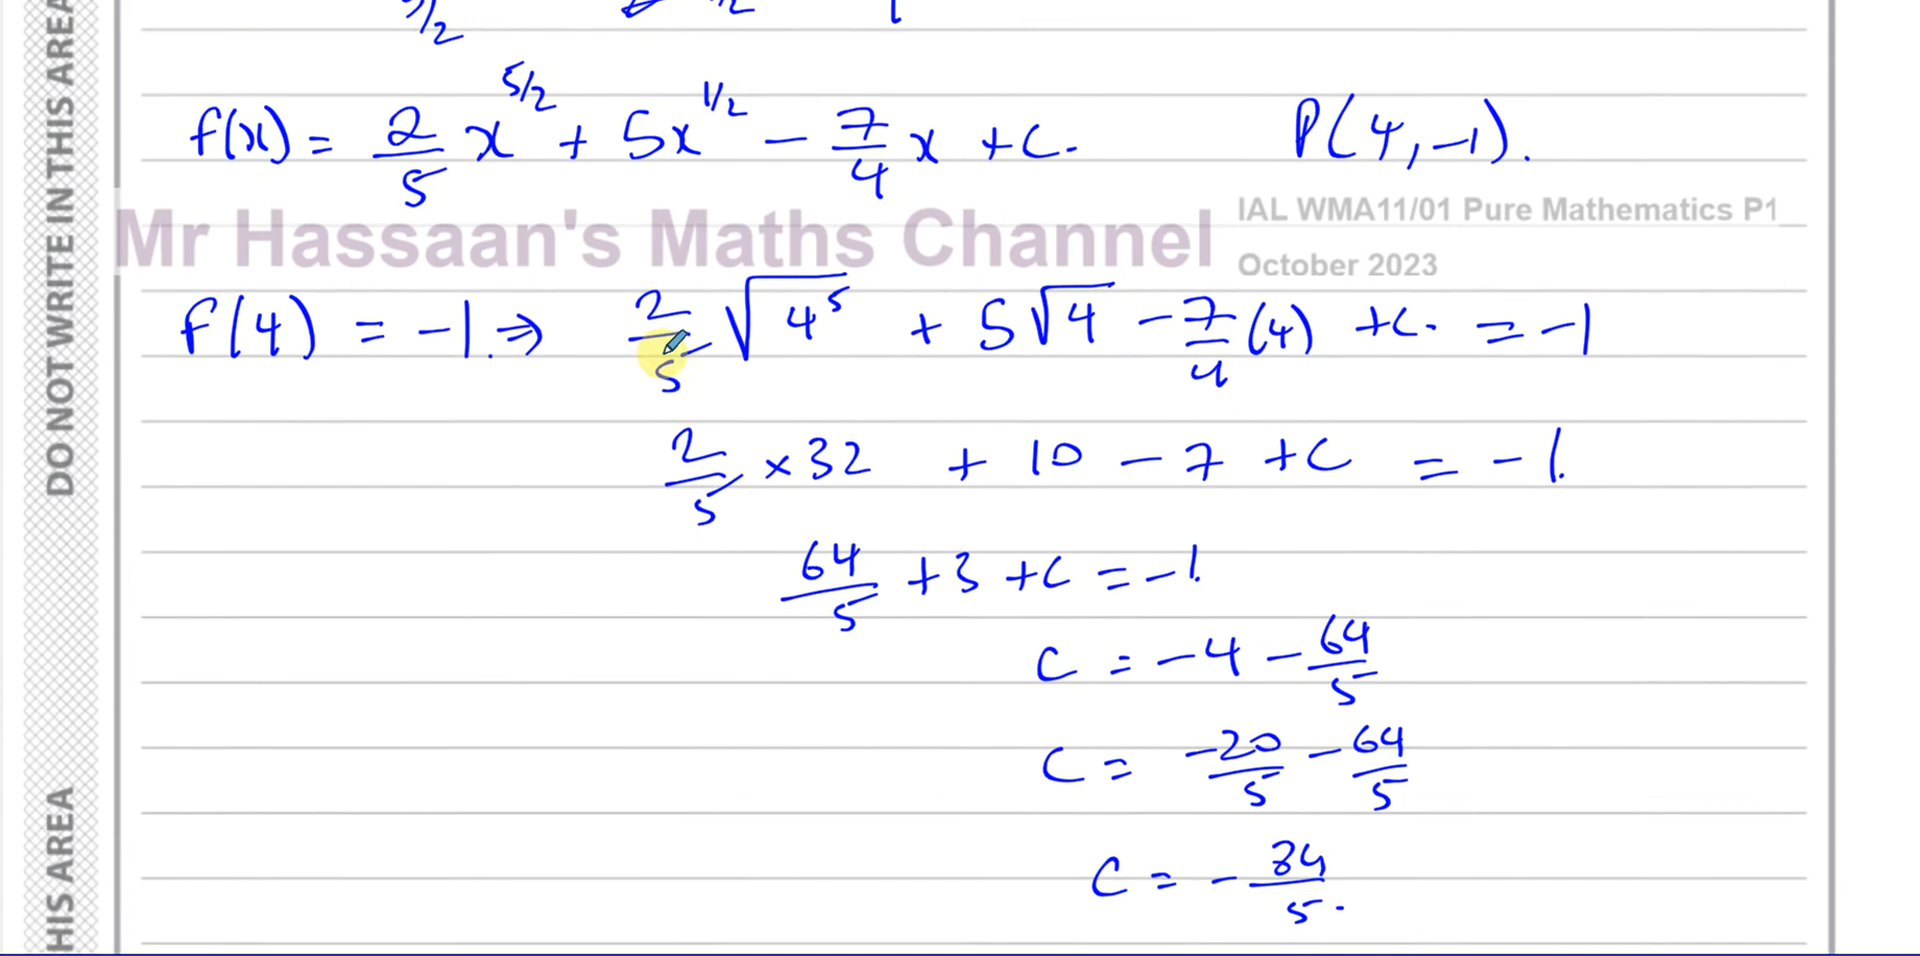 f(x) = 2/5 x^5/2 + 5x^1/2 - 7/4 x + c. P(4,-1).
Mr Hassaan's Maths Channel
IAL WMA11/01 Pure Mathematics P1
October 2023
f(4) = -1. ⇒ 2/5 √4^5 + 5√4 - 7/4 (4) + c. = -1
2/5 × 32 + 10 - 7 + c = -1.
64/5 + 3 + c = -1.
c = -4 - 64/5
c = -20/5 - 64/5
c = - 84/5.
DO NOT WRITE IN THIS AREA
HIS AREA